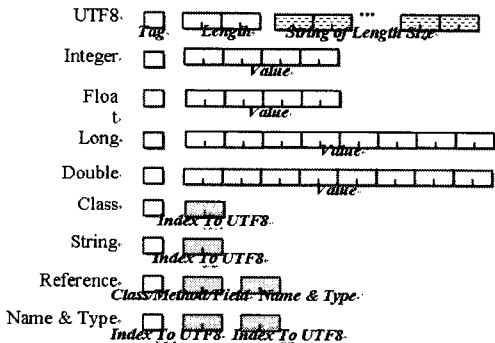 UTF8
...
Tag Length String of Length Size
Integer
Value
Floa
t
Value
Long
Value
Double
Value
Class
Index To UTF8
String
Index To UTF8
Reference
Class/Method/Field Name & Type
Name & Type
Index To UTF8 Index To UTF8